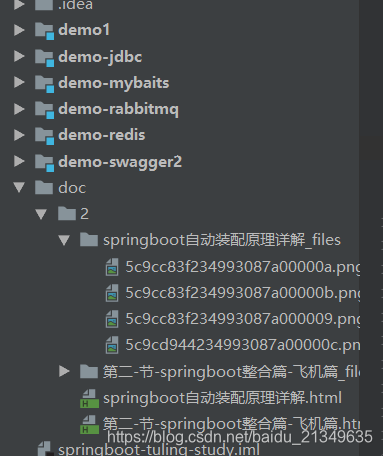 .idea
demo1
demo-jdbc
demo-mybaits
demo-rabbitmq
demo-redis
demo-swagger2
doc
2
springboot自动装配原理详解_files
5c9cc83f234993087a00000a.png
5c9cc83f234993087a00000b.png
5c9cc83f234993087a000009.png
5c9cd944234993087a00000c.png
第二-节-springboot整合篇-飞机篇_file
springboot自动装配原理详解.html
第二-节-springboot整合篇-飞机篇.htm
springboot-tuling-study.iml
https://blog.csdn.net/baidu_21349635